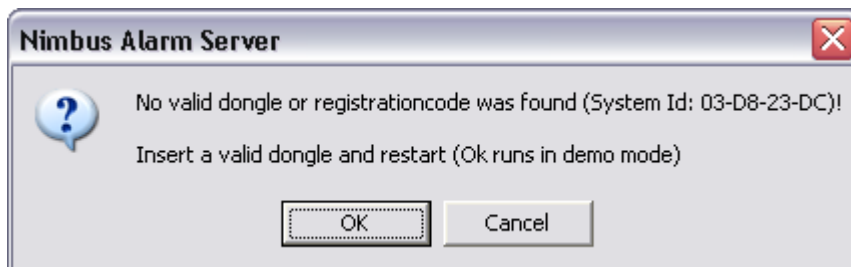 Nimbus Alarm Server
No valid dongle or registrationcode was found (System Id: 03-D8-23-DC)!
Insert a valid dongle and restart (Ok runs in demo mode)
OK
Cancel